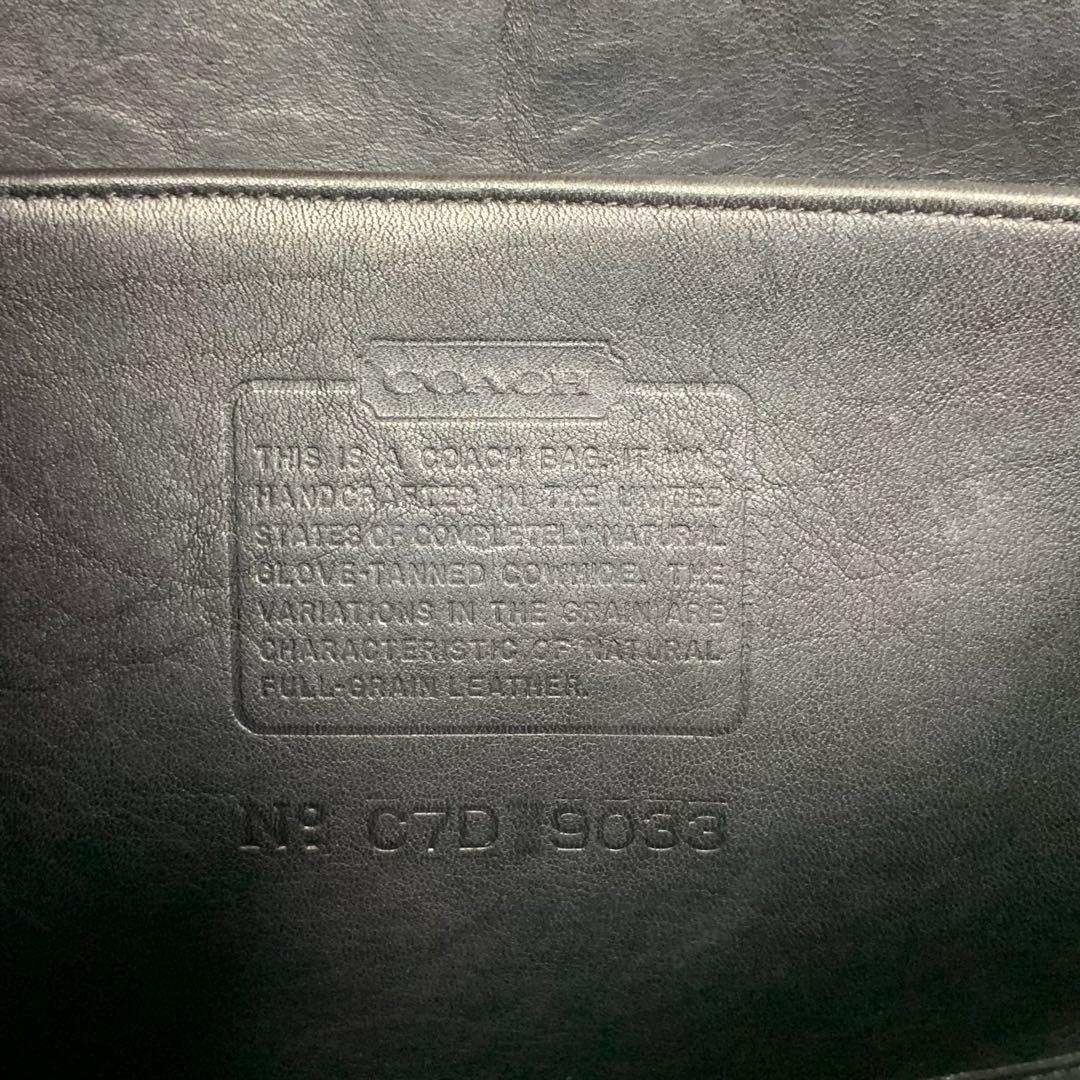 COACH
THIS IS A COACH BAG. IT WAS
HANDCRAFTED IN THE UNITED
STATES OF COMPLETELY NATURAL
GLOVE-TANNED COWHIDE. THE
VARIATIONS IN THE GRAIN ARE
CHARACTERISTIC OF NATURAL
FULL-GRAIN LEATHER.
No: C7D 9033